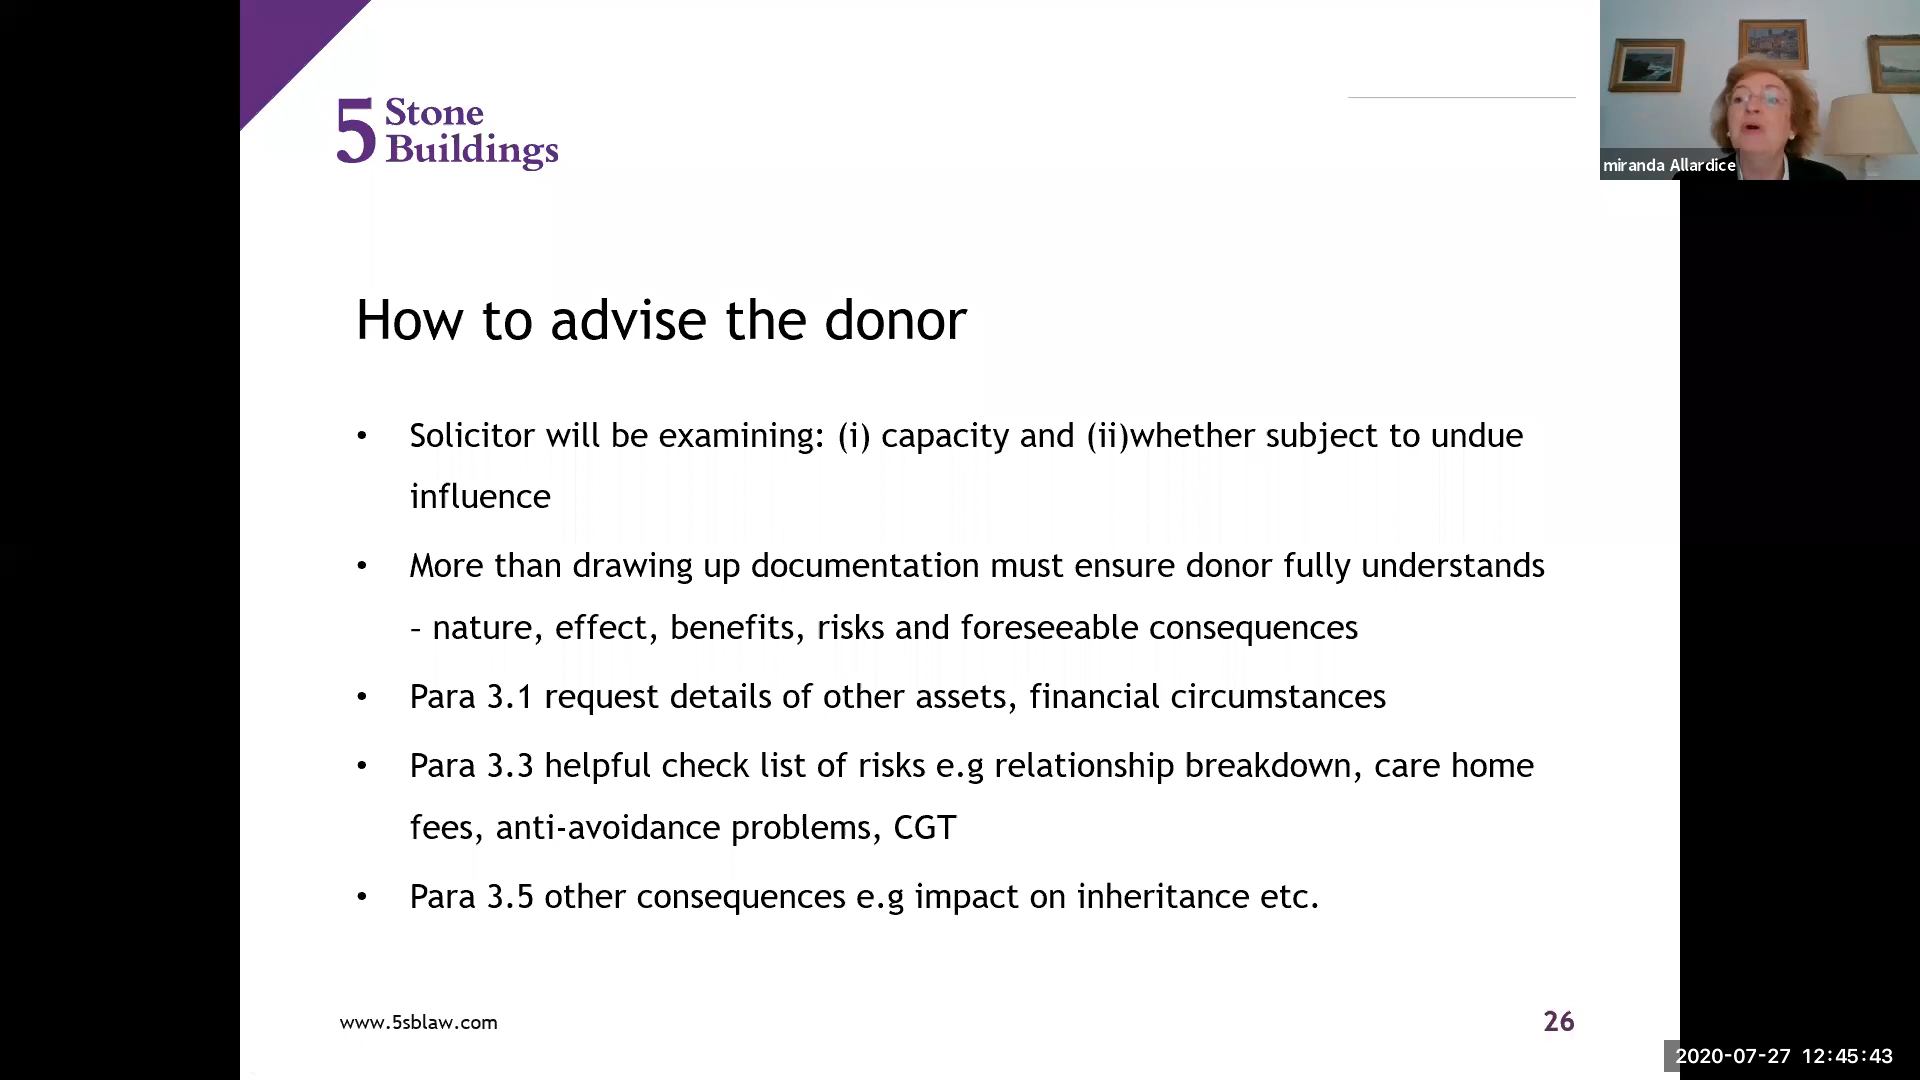 5 Stone
Buildings
miranda Allardice
How to advise the donor
• Solicitor will be examining: (i) capacity and (ii)whether subject to undue
influence
• More than drawing up documentation must ensure donor fully understands
– nature, effect, benefits, risks and foreseeable consequences
• Para 3.1 request details of other assets, financial circumstances
• Para 3.3 helpful check list of risks e.g relationship breakdown, care home
fees, anti-avoidance problems, CGT
• Para 3.5 other consequences e.g impact on inheritance etc.
www.5sblaw.com
26
2020-07-27 12:45:43